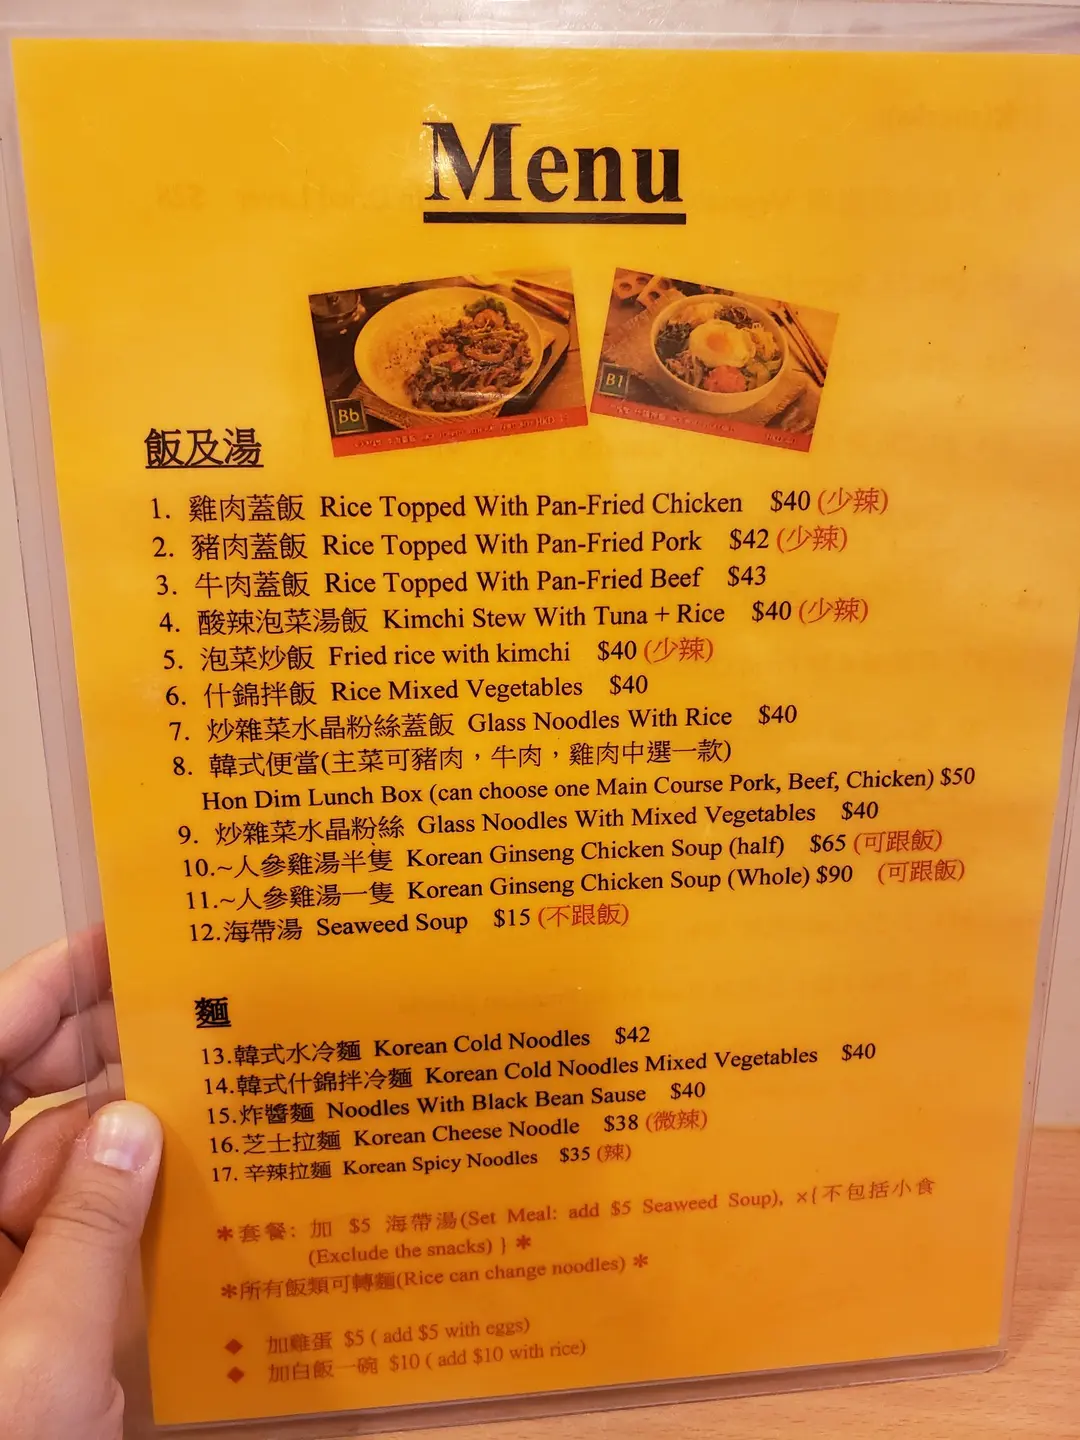 Menu
B6
B1
飯及湯
1. 雞肉蓋飯 Rice Topped With Pan-Fried Chicken $40 (少辣)
2. 豬肉蓋飯 Rice Topped With Pan-Fried Pork $42 (少辣)
3. 牛肉蓋飯 Rice Topped With Pan-Fried Beef $43
4. 酸辣泡菜湯飯 Kimchi Stew With Tuna + Rice $40 (少辣)
5. 泡菜炒飯 Fried rice with kimchi $40 (少辣)
6. 什錦拌飯 Rice Mixed Vegetables $40
7. 炒雜菜水晶粉絲蓋飯 Glass Noodles With Rice $40
8. 韓式便當(主菜可豬肉，牛肉，雞肉中選一款)
Hon Dim Lunch Box (can choose one Main Course Pork, Beef, Chicken) $50
9. 炒雜菜水晶粉絲 Glass Noodles With Mixed Vegetables $40
10.~人參雞湯半隻 Korean Ginseng Chicken Soup (half) $65 (可跟飯)
11.~人參雞湯一隻 Korean Ginseng Chicken Soup (Whole) $90 (可跟飯)
12.海帶湯 Seaweed Soup $15 (不跟飯)
麵
13.韓式水冷麵 Korean Cold Noodles $42
14.韓式什錦拌冷麵 Korean Cold Noodles Mixed Vegetables $40
15.炸醬麵 Noodles With Black Bean Sause $40
16.芝士拉麵 Korean Cheese Noodle $38 (微辣)
17. 辛辣拉麵 Korean Spicy Noodles $35 (辣)
*套餐: 加 $5 海帶湯(Set Meal: add $5 Seaweed Soup), ×{不包括小食
(Exclude the snacks) } *
*所有飯類可轉麵(Rice can change noodles) *
◆ 加雞蛋 $5 ( add $5 with eggs)
◆ 加白飯一碗 $10 ( add $10 with rice)